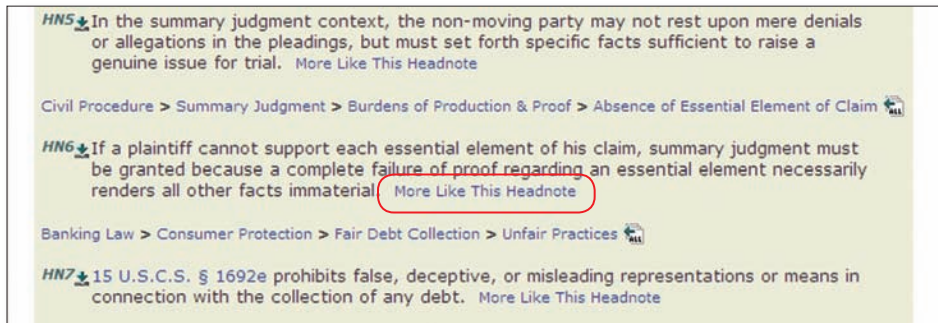 HN5 In the summary judgment context, the non-moving party may not rest upon mere denials
or allegations in the pleadings, but must set forth specific facts sufficient to raise a
genuine issue for trial. More Like This Headnote
Civil Procedure > Summary Judgment > Burdens of Production & Proof > Absence of Essential Element of Claim ALL
HN6 If a plaintiff cannot support each essential element of his claim, summary judgment must
be granted because a complete failure of proof regarding an essential element necessarily
renders all other facts immaterial. More Like This Headnote
Banking Law > Consumer Protection > Fair Debt Collection > Unfair Practices ALL
HN7 15 U.S.C.S. § 1692e prohibits false, deceptive, or misleading representations or means in
connection with the collection of any debt. More Like This Headnote